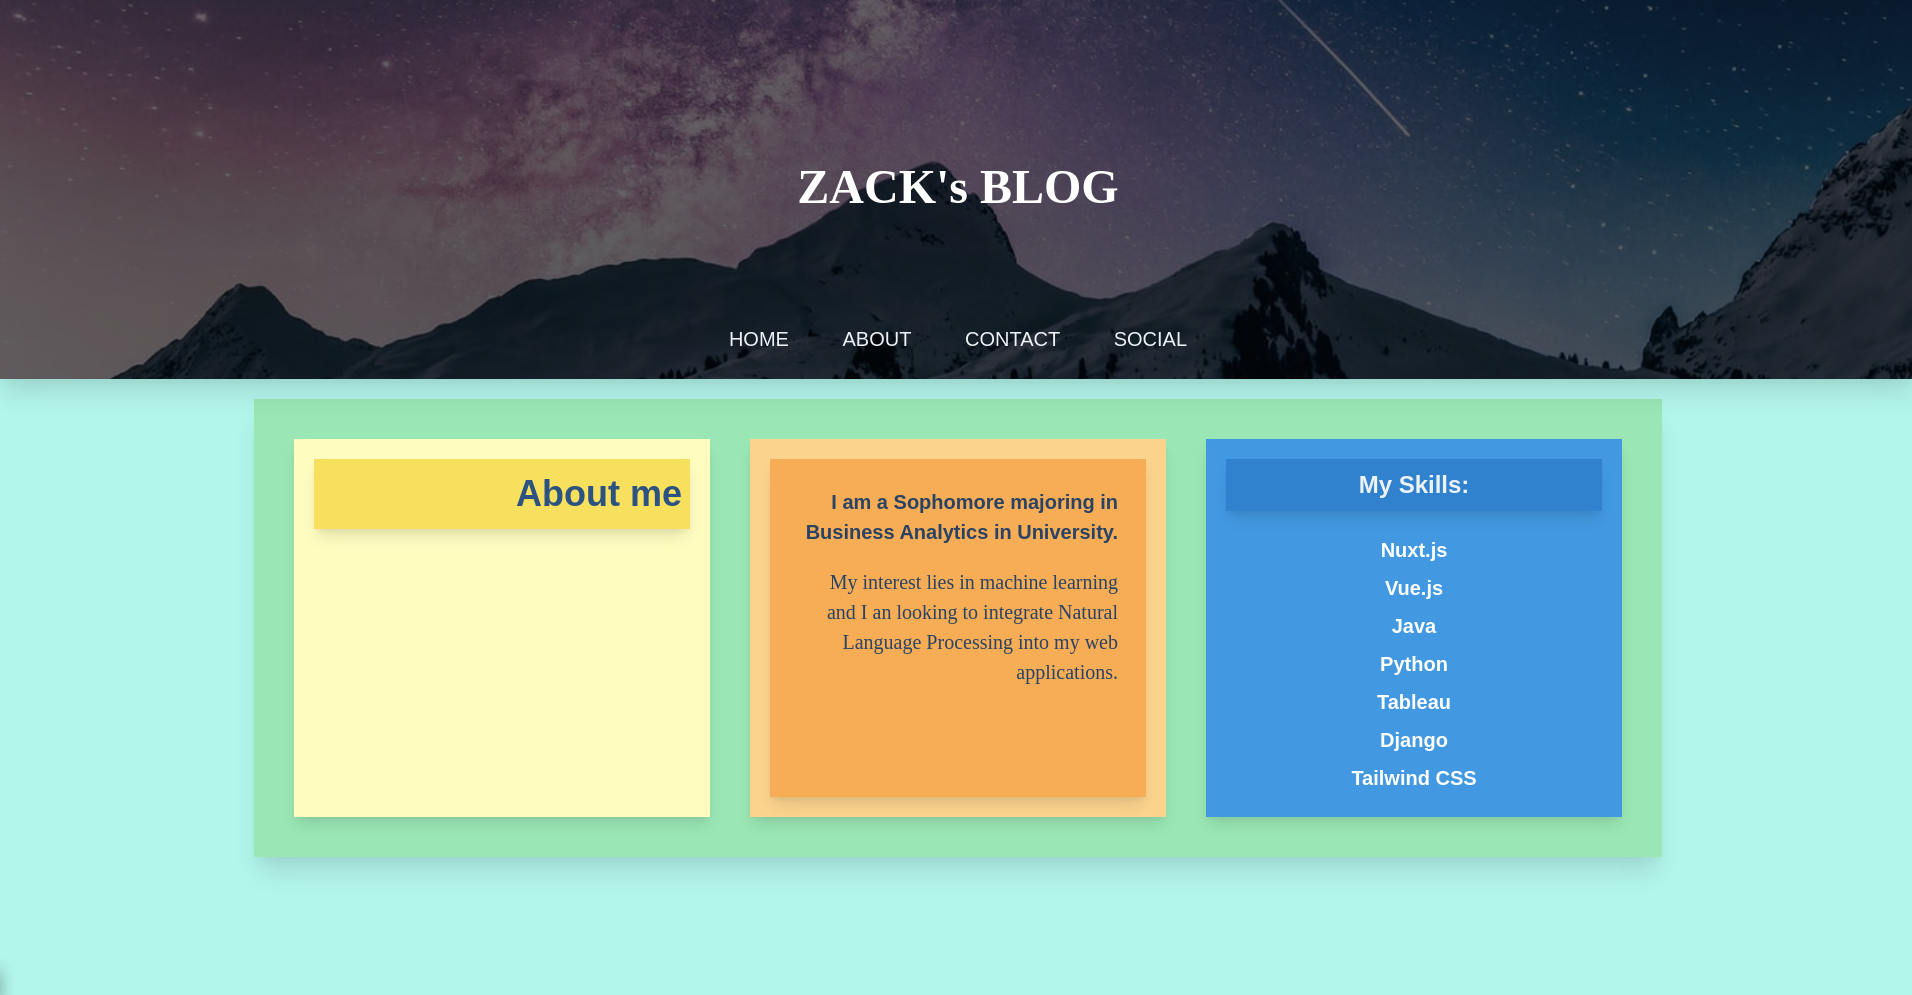 ZACK's BLOG
HOME ABOUT CONTACT SOCIAL
About me
I am a Sophomore majoring in
Business Analytics in University.
My interest lies in machine learning
and I an looking to integrate Natural
Language Processing into my web
applications.
My Skills:
Nuxt.js
Vue.js
Java
Python
Tableau
Django
Tailwind CSS